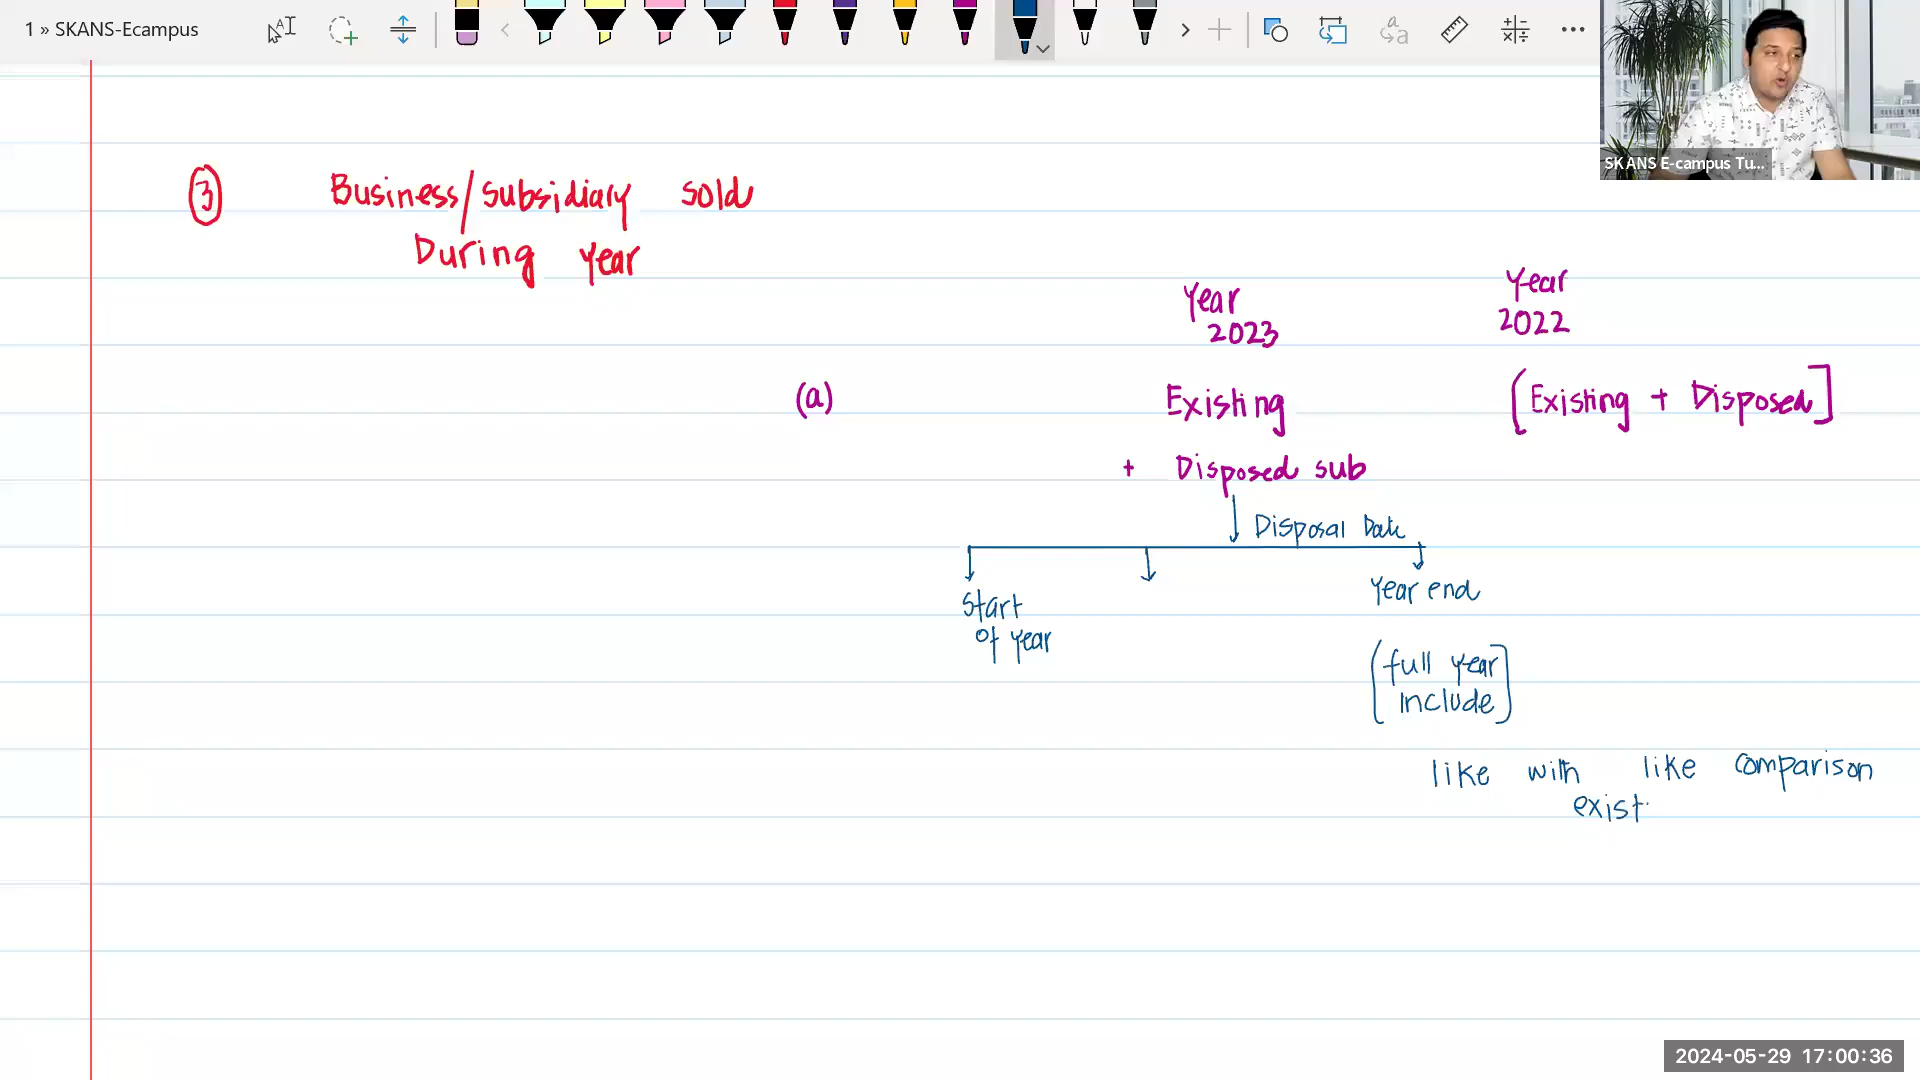 1 » SKANS-Ecampus
SKANS E-campus Tu...
③ Business/subsidiary sold
During year
Year
2023
Year
2022
(a) Existing [Existing + Disposed]
+ Disposed sub
Disposal Date
Start
of year
Year end
[full year
include]
like with like comparison
exist.
2024-05-29 17:00:36